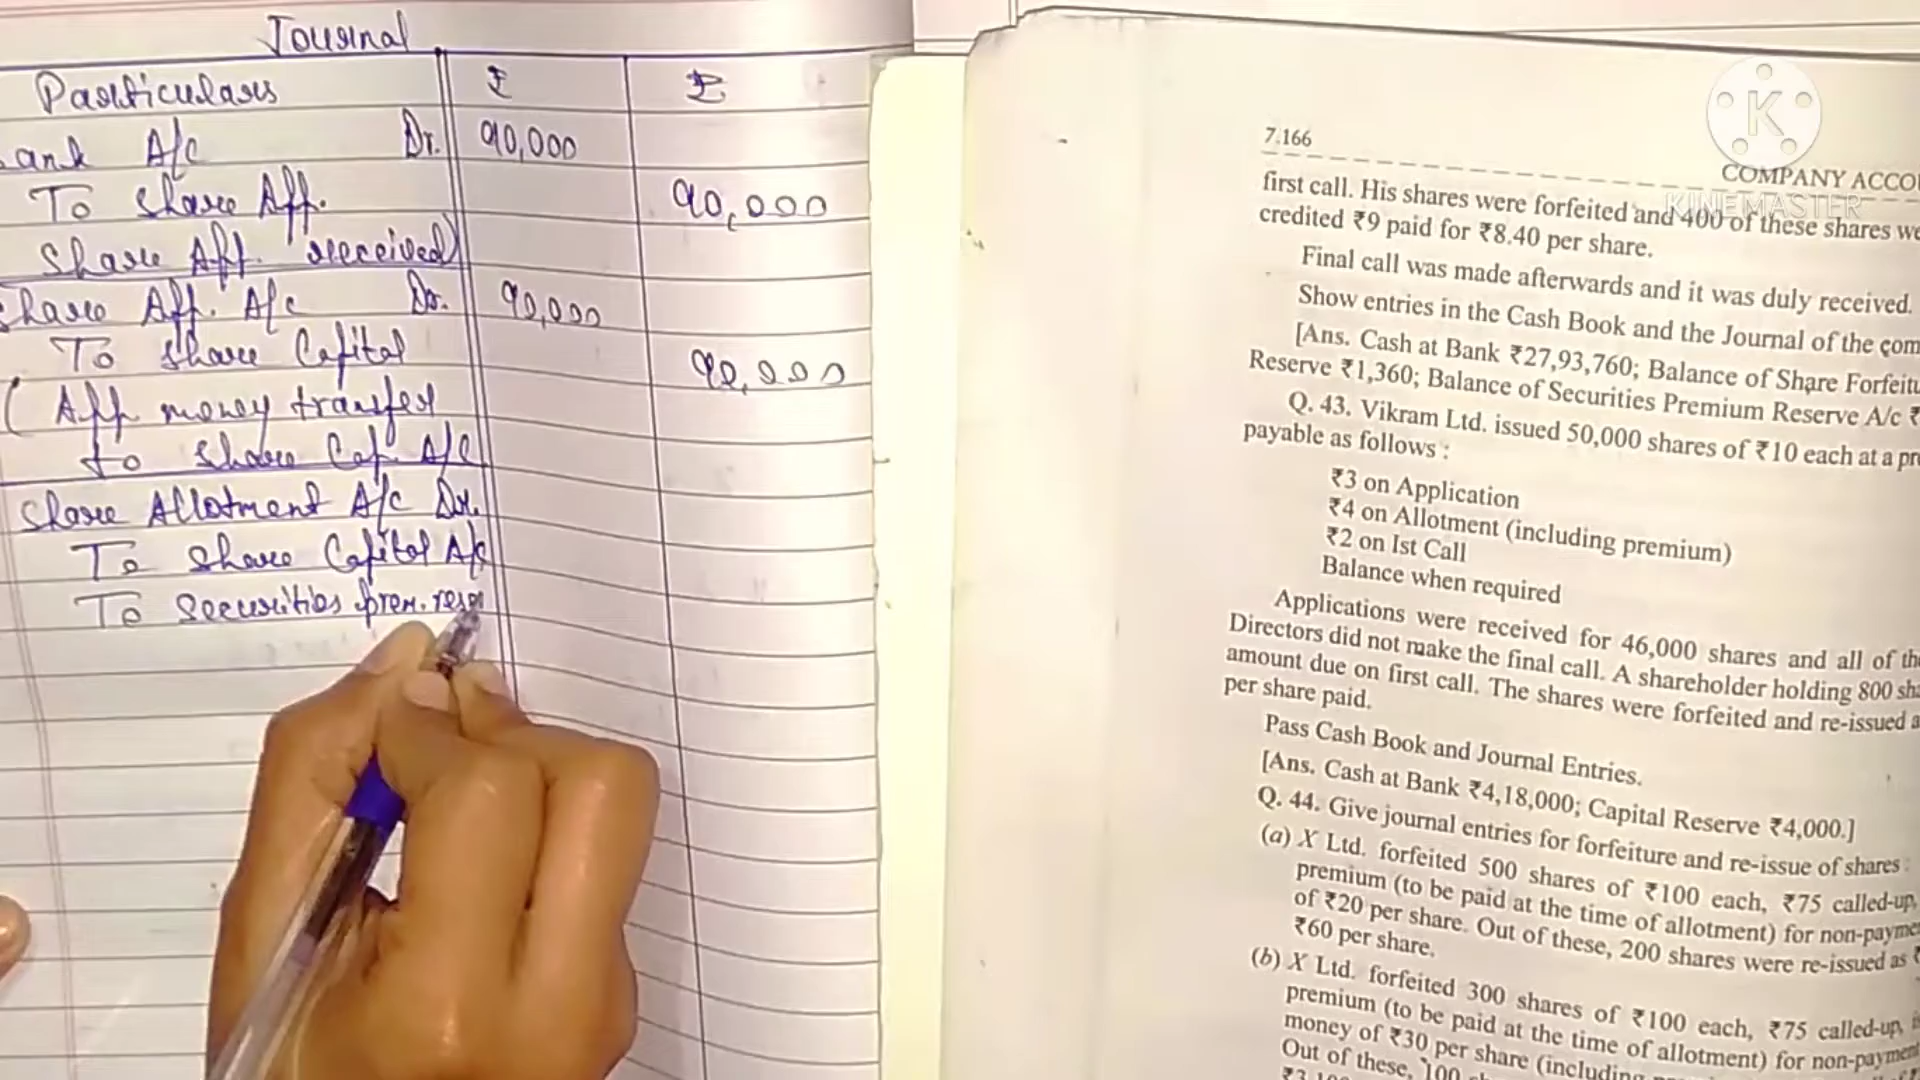 Journal
Particulars ₹ ₹
ank A/c Dr. 90,000
To Share App. 90,000
Share App. received)
Share App. A/c Dr. 90,000
To Share Capital 90,000
( App money transfer
to Share Cap. A/c
Share Allotment A/c Dr.
To Share Capital A/c
To Securities prem. rese
K
KINEMASTER
7.166
COMPANY ACCO
first call. His shares were forfeited and 400 of these shares we
credited ₹9 paid for ₹8.40 per share.
Final call was made afterwards and it was duly received.
Show entries in the Cash Book and the Journal of the com
[Ans. Cash at Bank ₹27,93,760; Balance of Share Forfeitu
Reserve ₹1,360; Balance of Securities Premium Reserve A/c ₹
Q. 43. Vikram Ltd. issued 50,000 shares of ₹10 each at a pre
payable as follows :
₹3 on Application
₹4 on Allotment (including premium)
₹2 on Ist Call
Balance when required
Applications were received for 46,000 shares and all of the
Directors did not make the final call. A shareholder holding 800 sha
amount due on first call. The shares were forfeited and re-issued a
per share paid.
Pass Cash Book and Journal Entries.
[Ans. Cash at Bank ₹4,18,000; Capital Reserve ₹4,000.]
Q. 44. Give journal entries for forfeiture and re-issue of shares :
(a) X Ltd. forfeited 500 shares of ₹100 each, ₹75 called-up,
premium (to be paid at the time of allotment) for non-payme
of ₹20 per share. Out of these, 200 shares were re-issued as ₹
₹60 per share.
(b) X Ltd. forfeited 300 shares of ₹100 each, ₹75 called-up, i
premium (to be paid at the time of allotment) for non-payment
money of ₹30 per share (including
Out of these, 100 sh